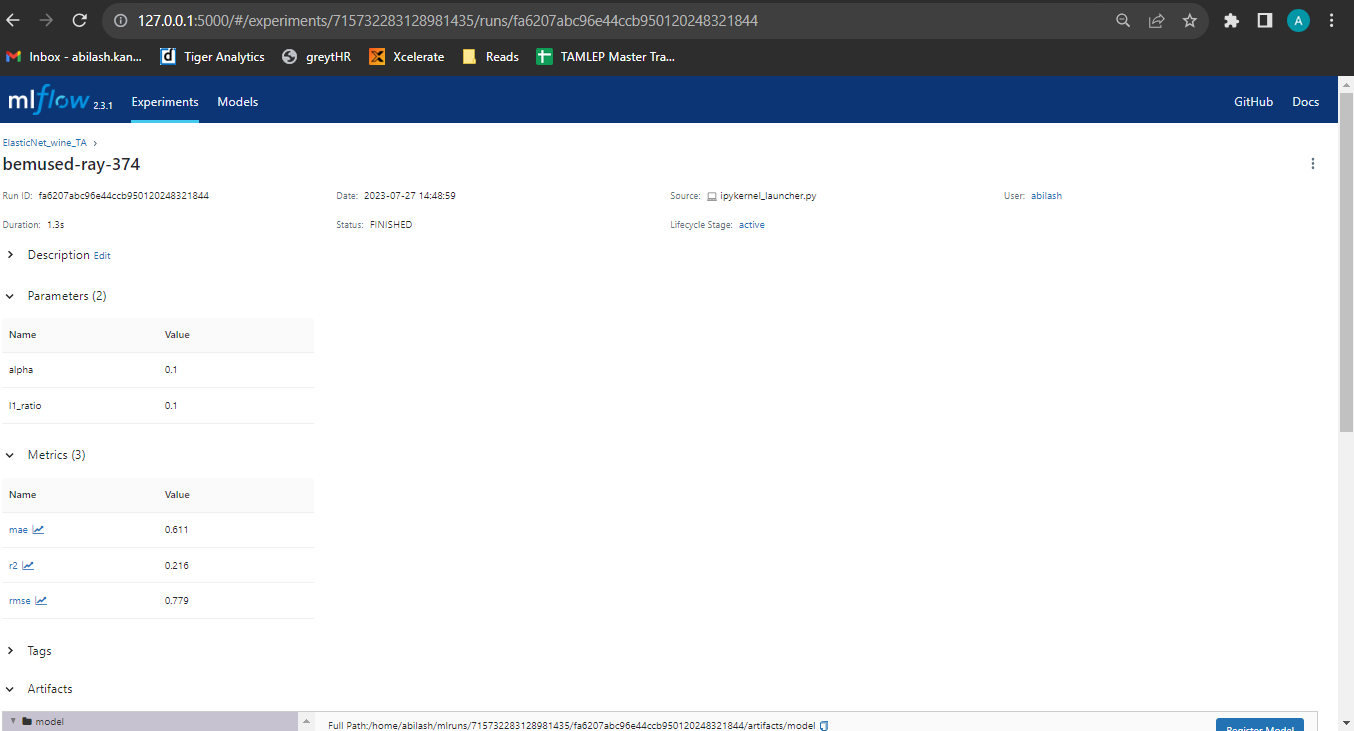 127.0.0.1:5000/#/experiments/715732283128981435/runs/fa6207abc96e44ccb950120248321844
A
Inbox - abilash.kan... Tiger Analytics greytHR Xcelerate Reads TAMLEP Master Tra...
mlflow 2.3.1 Experiments Models GitHub Docs
ElasticNet_wine_TA >
bemused-ray-374
Run ID: fa6207abc96e44ccb950120248321844 Date: 2023-07-27 14:48:59 Source: ipykernel_launcher.py User: abilash
Duration: 1.3s Status: FINISHED Lifecycle Stage: active
Description Edit
Parameters (2)
Name Value
alpha 0.1
l1_ratio 0.1
Metrics (3)
Name Value
mae 0.611
r2 0.216
rmse 0.779
Tags
Artifacts
model
Full Path:/home/abilash/mlruns/715732283128981435/fa6207abc96e44ccb950120248321844/artifacts/model
Register Model